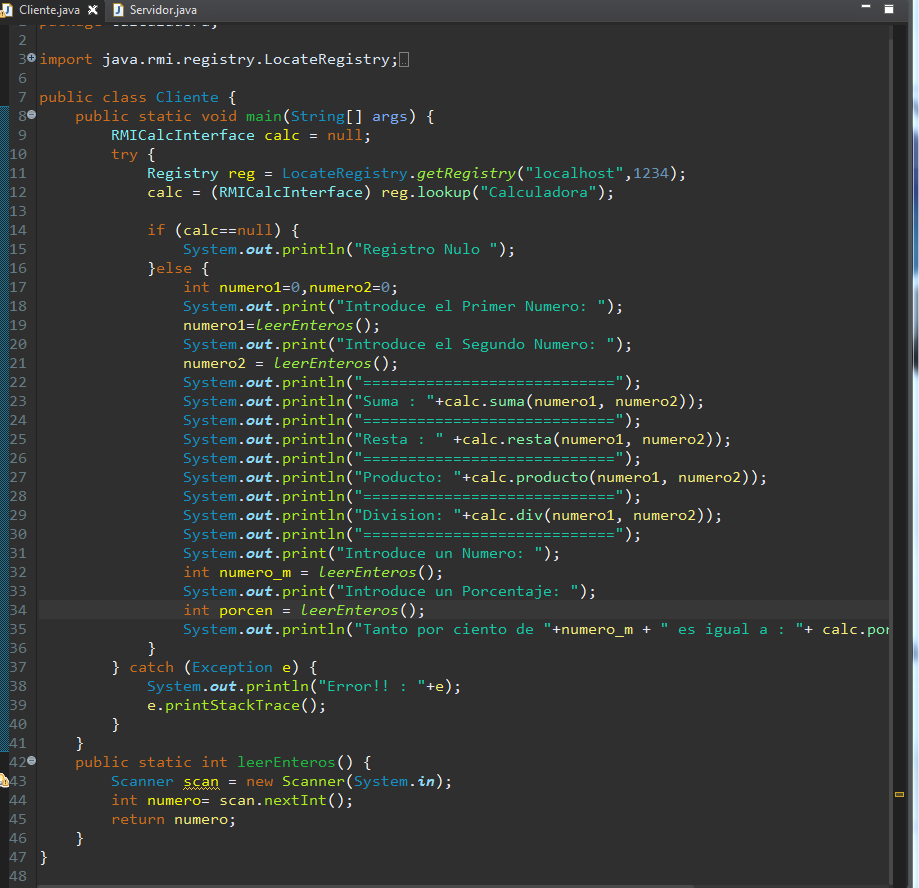 Cliente.java
Servidor.java
2
3 import java.rmi.registry.LocateRegistry;
6
7 public class Cliente {
8 public static void main(String[] args) {
9 RMICalcInterface calc = null;
10 try {
11 Registry reg = LocateRegistry.getRegistry("localhost",1234);
12 calc = (RMICalcInterface) reg.lookup("Calculadora");
13
14 if (calc==null) {
15 System.out.println("Registro Nulo ");
16 }else {
17 int numero1=0,numero2=0;
18 System.out.print("Introduce el Primer Numero: ");
19 numero1=leerEnteros();
20 System.out.print("Introduce el Segundo Numero: ");
21 numero2 = leerEnteros();
22 System.out.println("============================");
23 System.out.println("Suma : "+calc.suma(numero1, numero2));
24 System.out.println("============================");
25 System.out.println("Resta : " +calc.resta(numero1, numero2));
26 System.out.println("============================");
27 System.out.println("Producto: "+calc.producto(numero1, numero2));
28 System.out.println("============================");
29 System.out.println("Division: "+calc.div(numero1, numero2));
30 System.out.println("============================");
31 System.out.print("Introduce un Numero: ");
32 int numero_m = leerEnteros();
33 System.out.print("Introduce un Porcentaje: ");
34 int porcen = leerEnteros();
35 System.out.println("Tanto por ciento de "+numero_m + " es igual a : "+ calc.por
36 }
37 } catch (Exception e) {
38 System.out.println("Error!! : "+e);
39 e.printStackTrace();
40 }
41 }
42 public static int leerEnteros() {
43 Scanner scan = new Scanner(System.in);
44 int numero= scan.nextInt();
45 return numero;
46 }
47 }
48